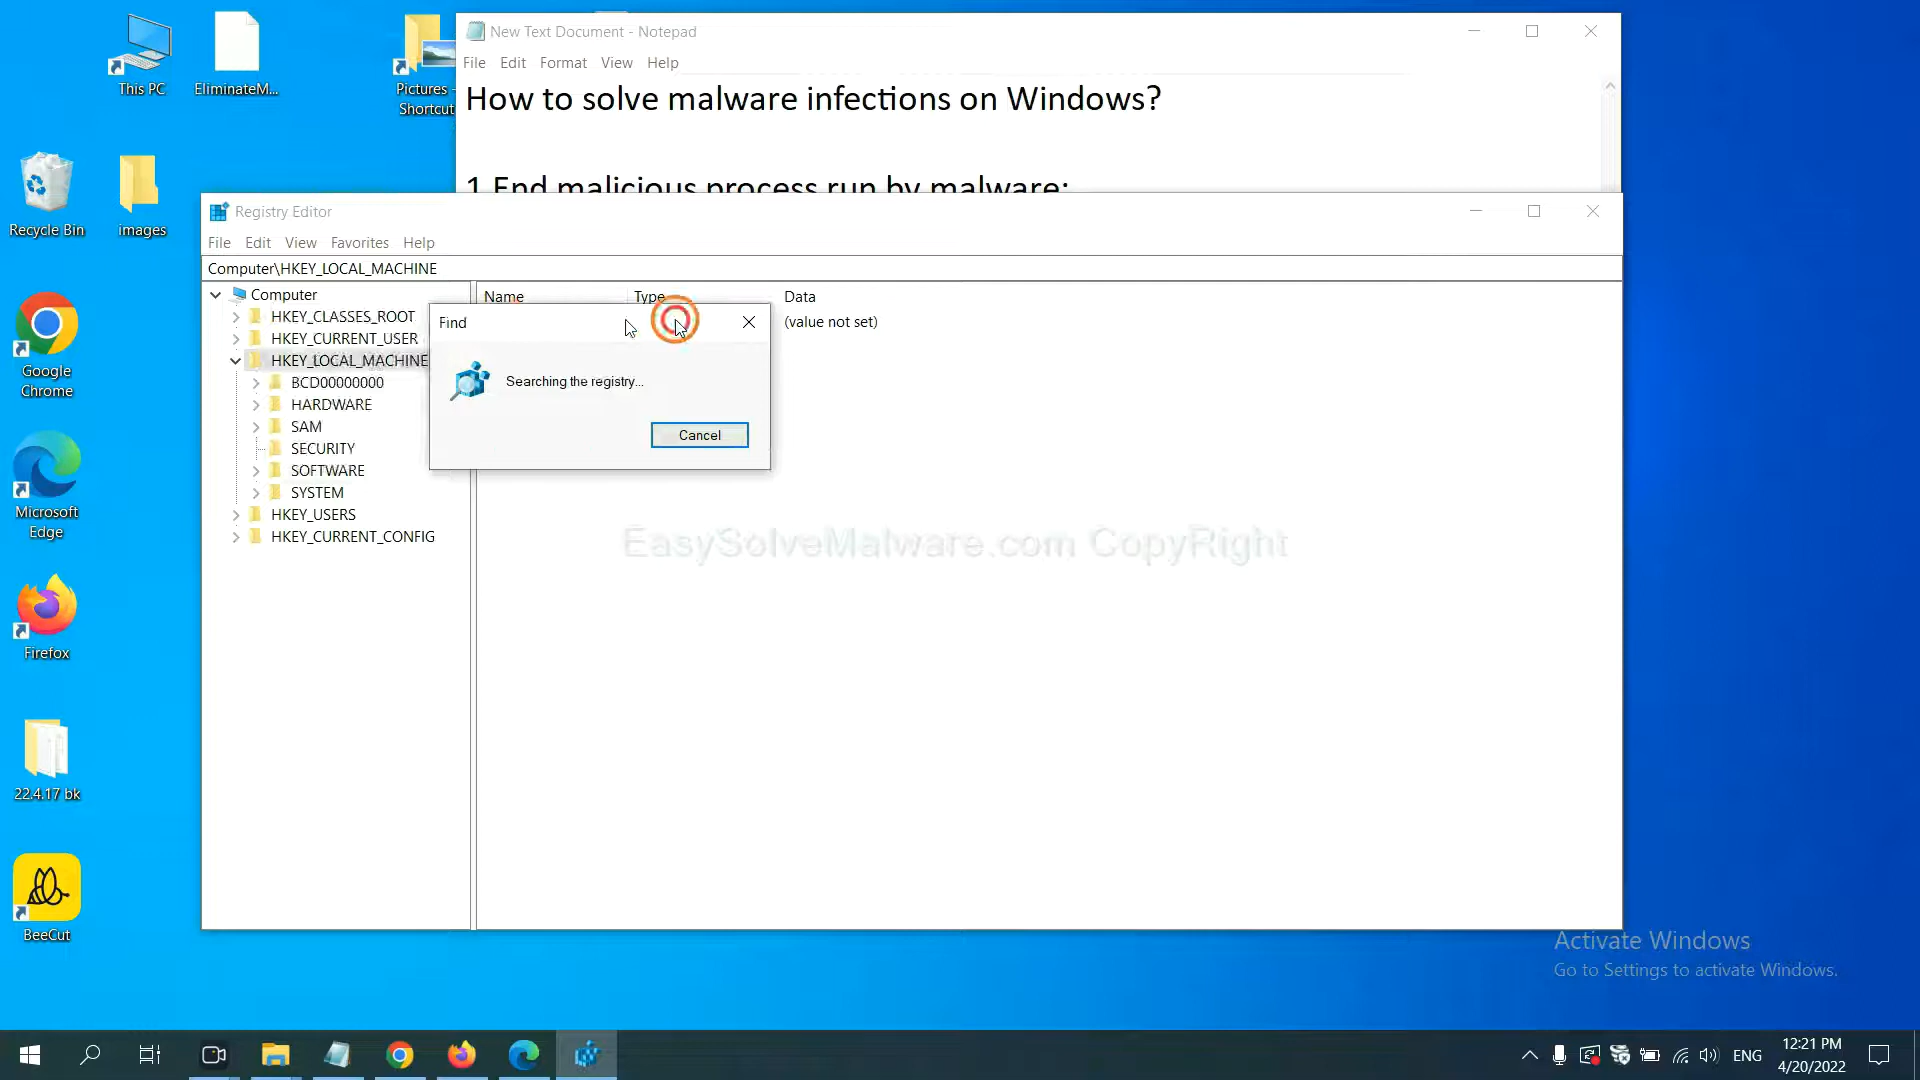 This PC
EliminateM...
Pictures -
Shortcut
Recycle Bin
images
Google
Chrome
Microsoft
Edge
Firefox
22.4.17 bk
BeeCut
New Text Document - Notepad
File Edit Format View Help
How to solve malware infections on Windows?
1 End malicious process run by malware:
Registry Editor
File Edit View Favorites Help
Computer\HKEY_LOCAL_MACHINE
Computer
HKEY_CLASSES_ROOT
HKEY_CURRENT_USER
HKEY_LOCAL_MACHINE
BCD00000000
HARDWARE
SAM
SECURITY
SOFTWARE
SYSTEM
HKEY_USERS
HKEY_CURRENT_CONFIG
Name Type Data
(value not set)
Find
Searching the registry...
Cancel
EasySolveMalware.com CopyRight
Activate Windows
Go to Settings to activate Windows.
ENG
12:21 PM
4/20/2022